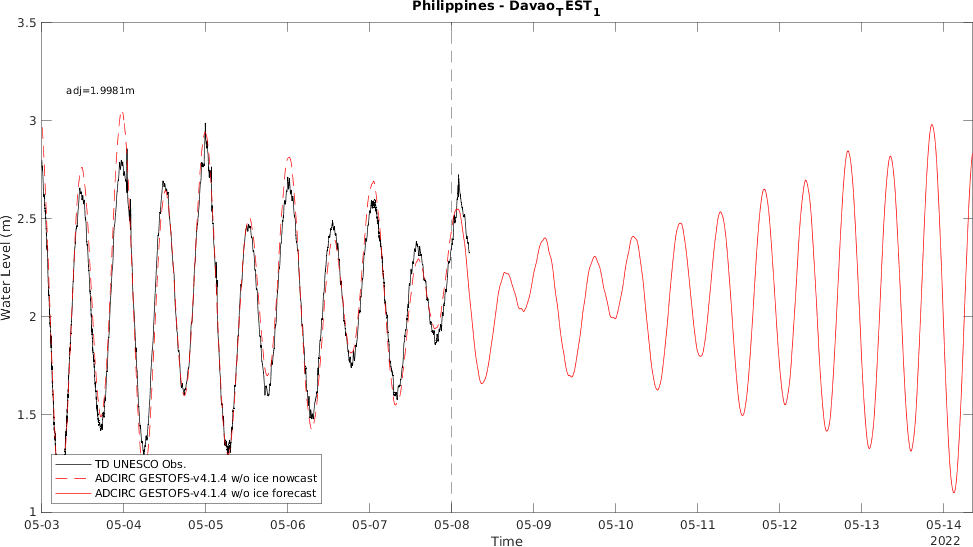 Philippines - Davao_TEST_1
3.5
adj=1.9981m
3
2.5
Water Level (m)
2
1.5
TD UNESCO Obs.
ADCIRC GESTOFS-v4.1.4 w/o ice nowcast
ADCIRC GESTOFS-v4.1.4 w/o ice forecast
1
05-03 05-04 05-05 05-06 05-07 05-08 05-09 05-10 05-11 05-12 05-13 05-14
Time 2022